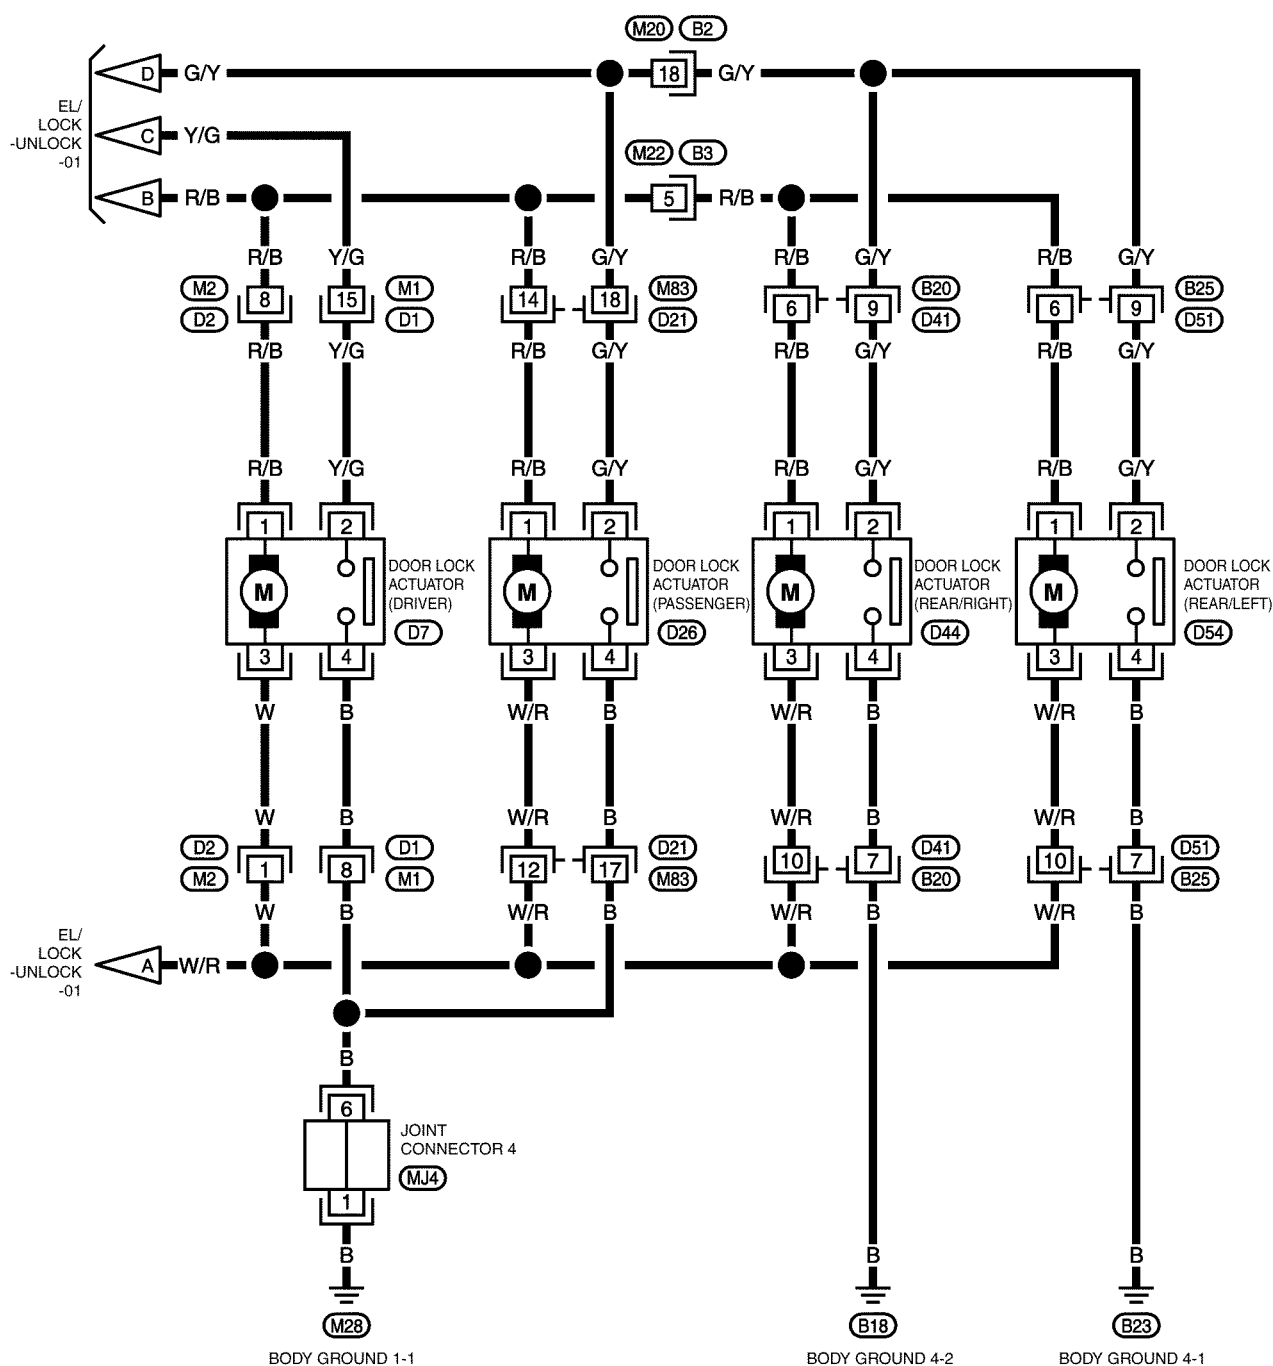 M20 B2
D G/Y 18 G/Y
EL/
LOCK
-UNLOCK
-01
C Y/G
M22 B3
B R/B 5 R/B
R/B Y/G R/B G/Y R/B G/Y R/B G/Y
M2 8 15 M1 14 18 M83 6 9 B20 6 9 B25
D2 D1 D21 D41 D51
R/B Y/G R/B G/Y R/B G/Y R/B G/Y
R/B Y/G R/B G/Y R/B G/Y R/B G/Y
1 2 1 2 1 2 1 2
DOOR LOCK
ACTUATOR
(DRIVER)
D7
DOOR LOCK
ACTUATOR
(PASSENGER)
D26
DOOR LOCK
ACTUATOR
(REAR/RIGHT)
D44
DOOR LOCK
ACTUATOR
(REAR/LEFT)
D54
M M M M
3 4 3 4 3 4 3 4
W B W/R B W/R B W/R B
W B W/R B W/R B W/R B
D2 D1 D21 D41 D51
1 8 12 17 10 7 10 7
M2 M1 M83 B20 B25
W B W/R B W/R B W/R B
EL/
LOCK
-UNLOCK
-01
A W/R
B
6
JOINT
CONNECTOR 4
MJ4
1
B B B
M28 B18 B23
BODY GROUND 1-1 BODY GROUND 4-2 BODY GROUND 4-1